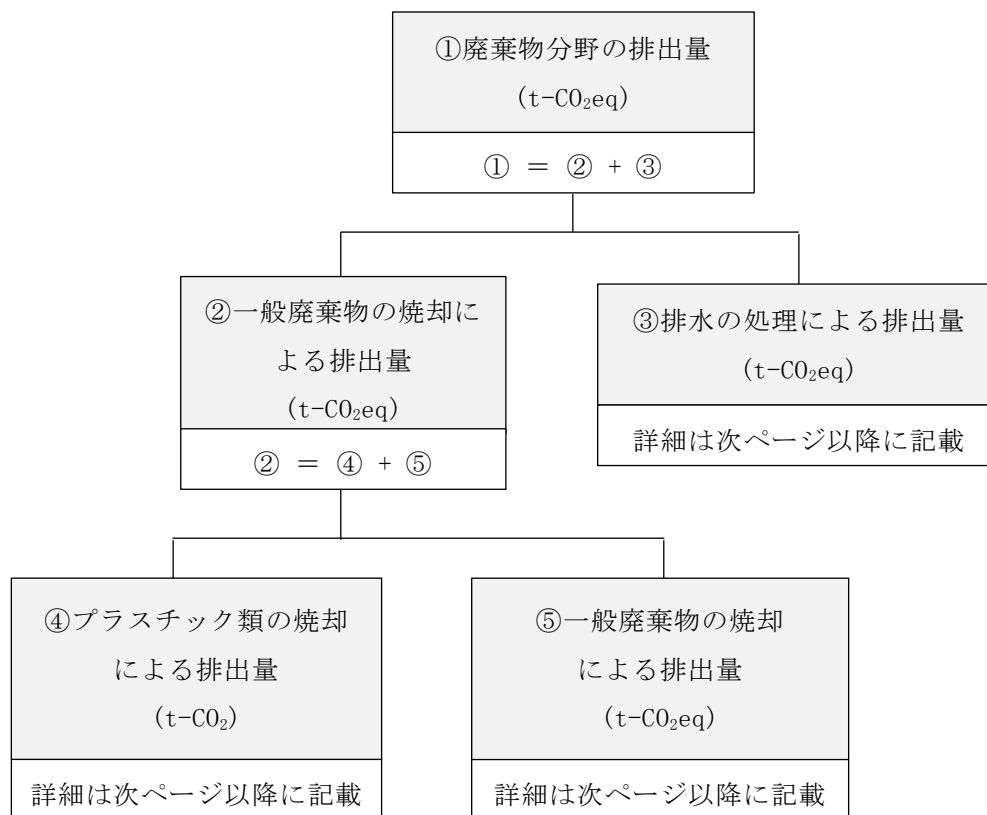 ①廃棄物分野の排出量
(t-CO₂eq)
① = ② + ③
②一般廃棄物の焼却に
よる排出量
(t-CO₂eq)
② = ④ + ⑤
③排水の処理による排出量
(t-CO₂eq)
詳細は次ページ以降に記載
④プラスチック類の焼却
による排出量
(t-CO₂)
詳細は次ページ以降に記載
⑤一般廃棄物の焼却
による排出量
(t-CO₂eq)
詳細は次ページ以降に記載